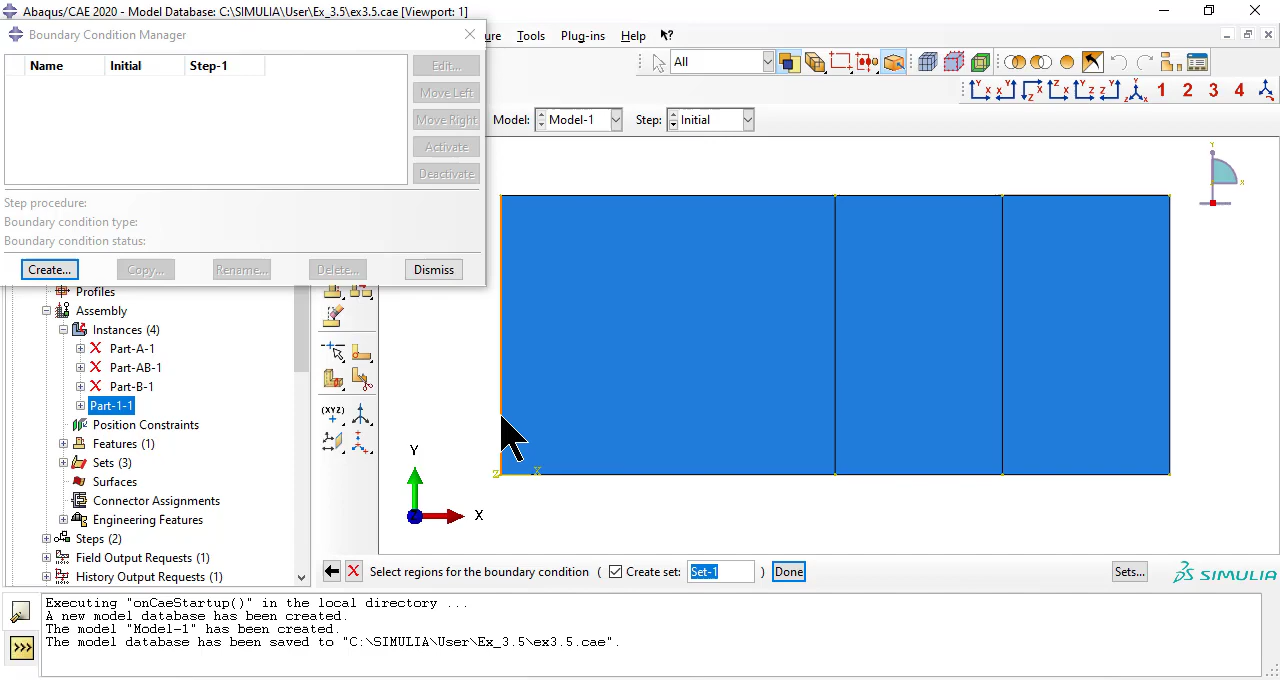 Abaqus/CAE 2020 - Model Database: C:\SIMULIA\User\Ex_3.5\ex3.5.cae [Viewport: 1]
Boundary Condition Manager
ure Tools Plug-ins Help
Name Initial Step-1
Edit...
Move Left
Move Right
Activate
Deactivate
All
1 2 3 4
Model: Model-1 Step: Initial
Step procedure:
Boundary condition type:
Boundary condition status:
Create... Copy... Rename... Delete... Dismiss
Profiles
Assembly
Instances (4)
Part-A-1
Part-AB-1
Part-B-1
Part-1-1
Position Constraints
Features (1)
Sets (3)
Surfaces
Connector Assignments
Engineering Features
Steps (2)
Field Output Requests (1)
History Output Requests (1)
(XYZ)
Y
X
Z
X
Y
X
Select regions for the boundary condition ( Create set: Set-1 ) Done
Sets...
SIMULIA
Executing "onCaeStartup()" in the local directory ...
A new model database has been created.
The model "Model-1" has been created.
The model database has been saved to "C:\SIMULIA\User\Ex_3.5\ex3.5.cae".
>>>